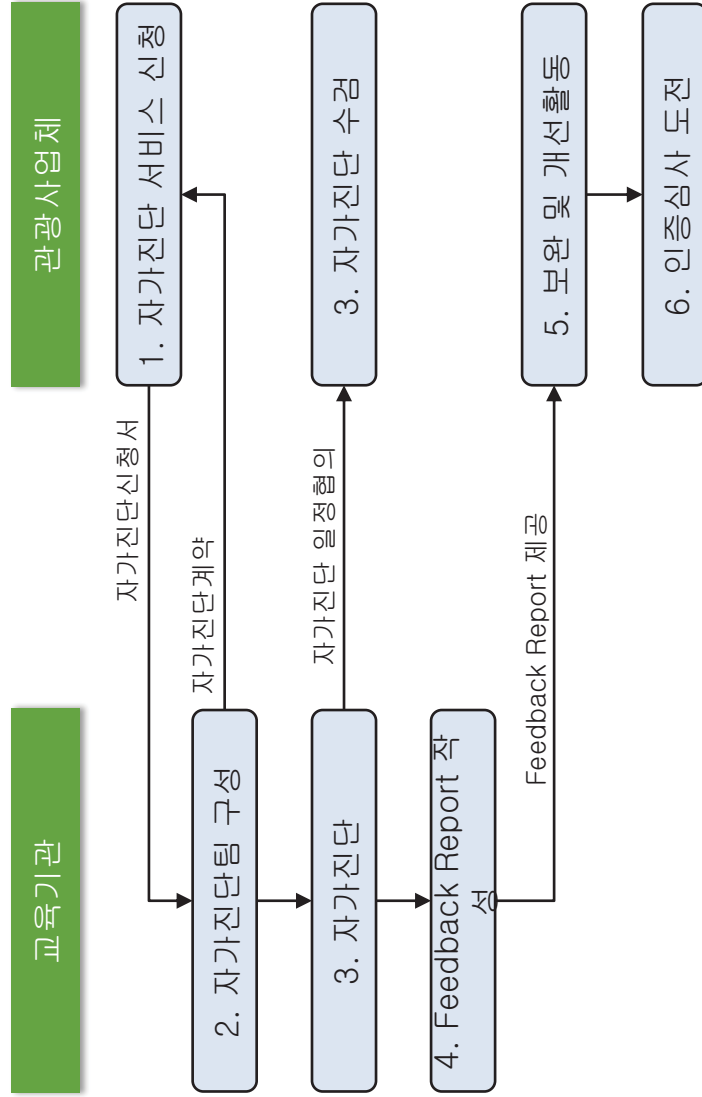 교육기관
관광사업체
1. 자가진단 서비스 신청
자가진단신청서
2. 자가진단팀 구성
자가진단계약
3. 자가진단
자가진단 일정협의
3. 자가진단 수검
4. Feedback Report 작
성
Feedback Report 제공
5. 보완 및 개선활동
6. 인증심사 도전